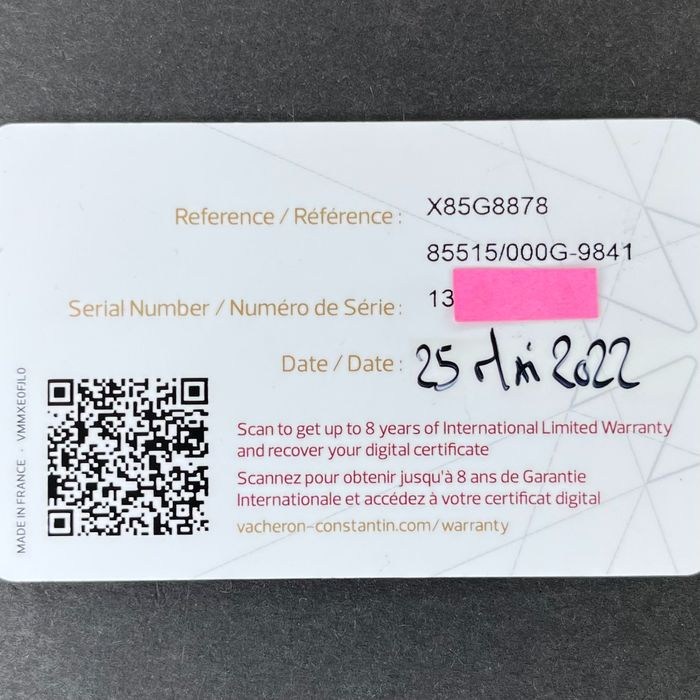 Reference / Référence : X85G8878
85515/000G-9841
Serial Number / Numéro de Série : 13
Date / Date : 25 Mai 2022
Scan to get up to 8 years of International Limited Warranty
and recover your digital certificate
Scannez pour obtenir jusqu'à 8 ans de Garantie
Internationale et accédez à votre certificat digital
vacheron-constantin.com/warranty
MADE IN FRANCE · VMMXE0FJL0